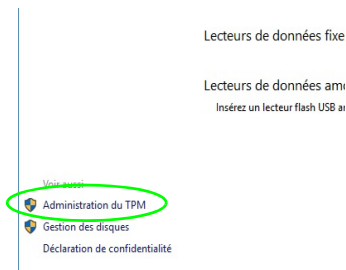 Lecteurs de données fixe
Lecteurs de données
Insérez un lecteur flash USB
Voir aussi
Administration du TPM
Gestion des disques
Déclaration de confidentialité